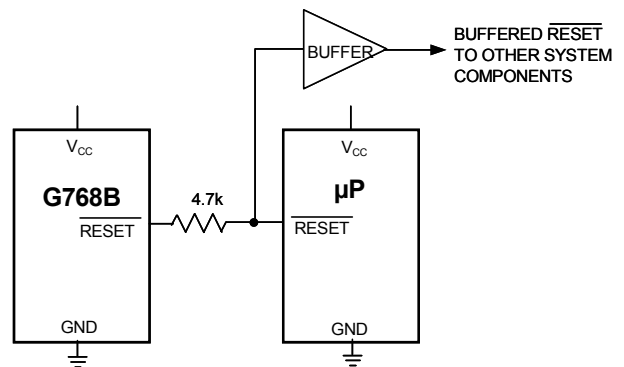 BUFFER
BUFFERED RESET
TO OTHER SYSTEM
COMPONENTS
VCC
G768B
RESET
GND
4.7k
VCC
µP
RESET
GND